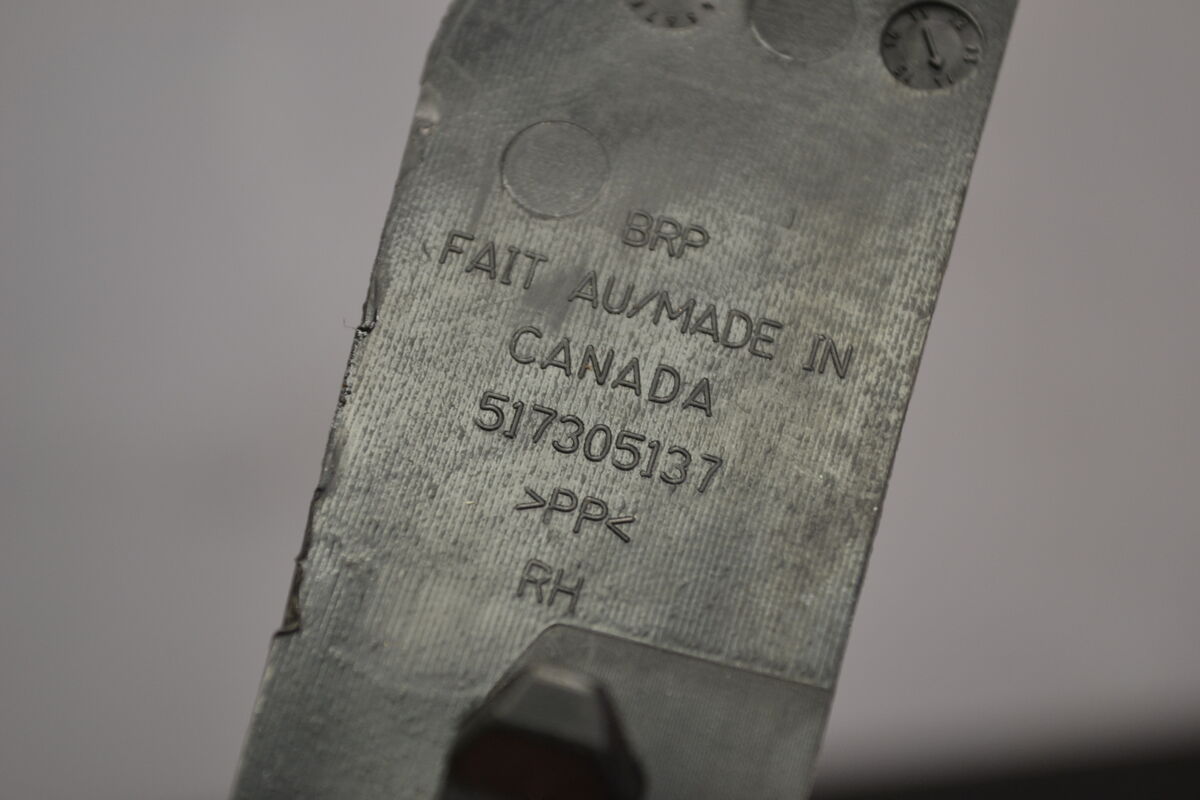 BRP
FAIT AU/MADE IN
CANADA
517305137
>PP<
RH